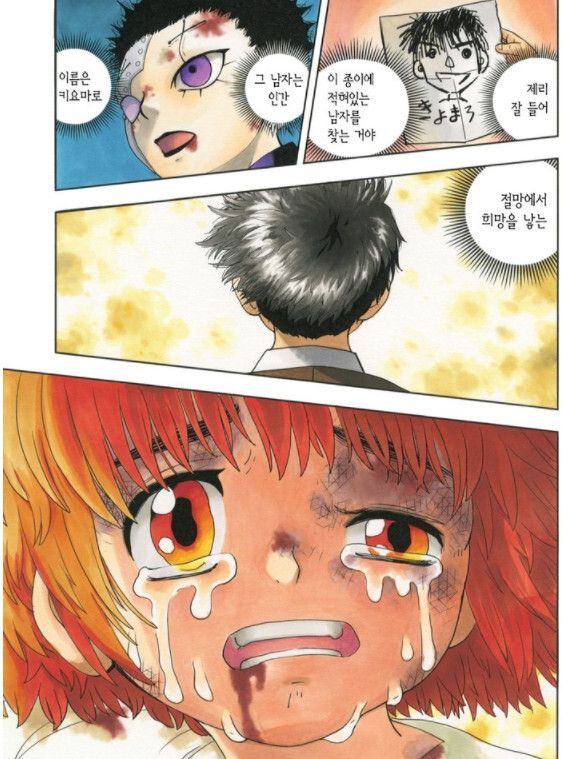 제리
잘 들어
きよまろ
이 종이에
적혀있는
남자를
찾는 거야
그 남자는
인간
이름은
키요마로
절망에서
희망을 낳는